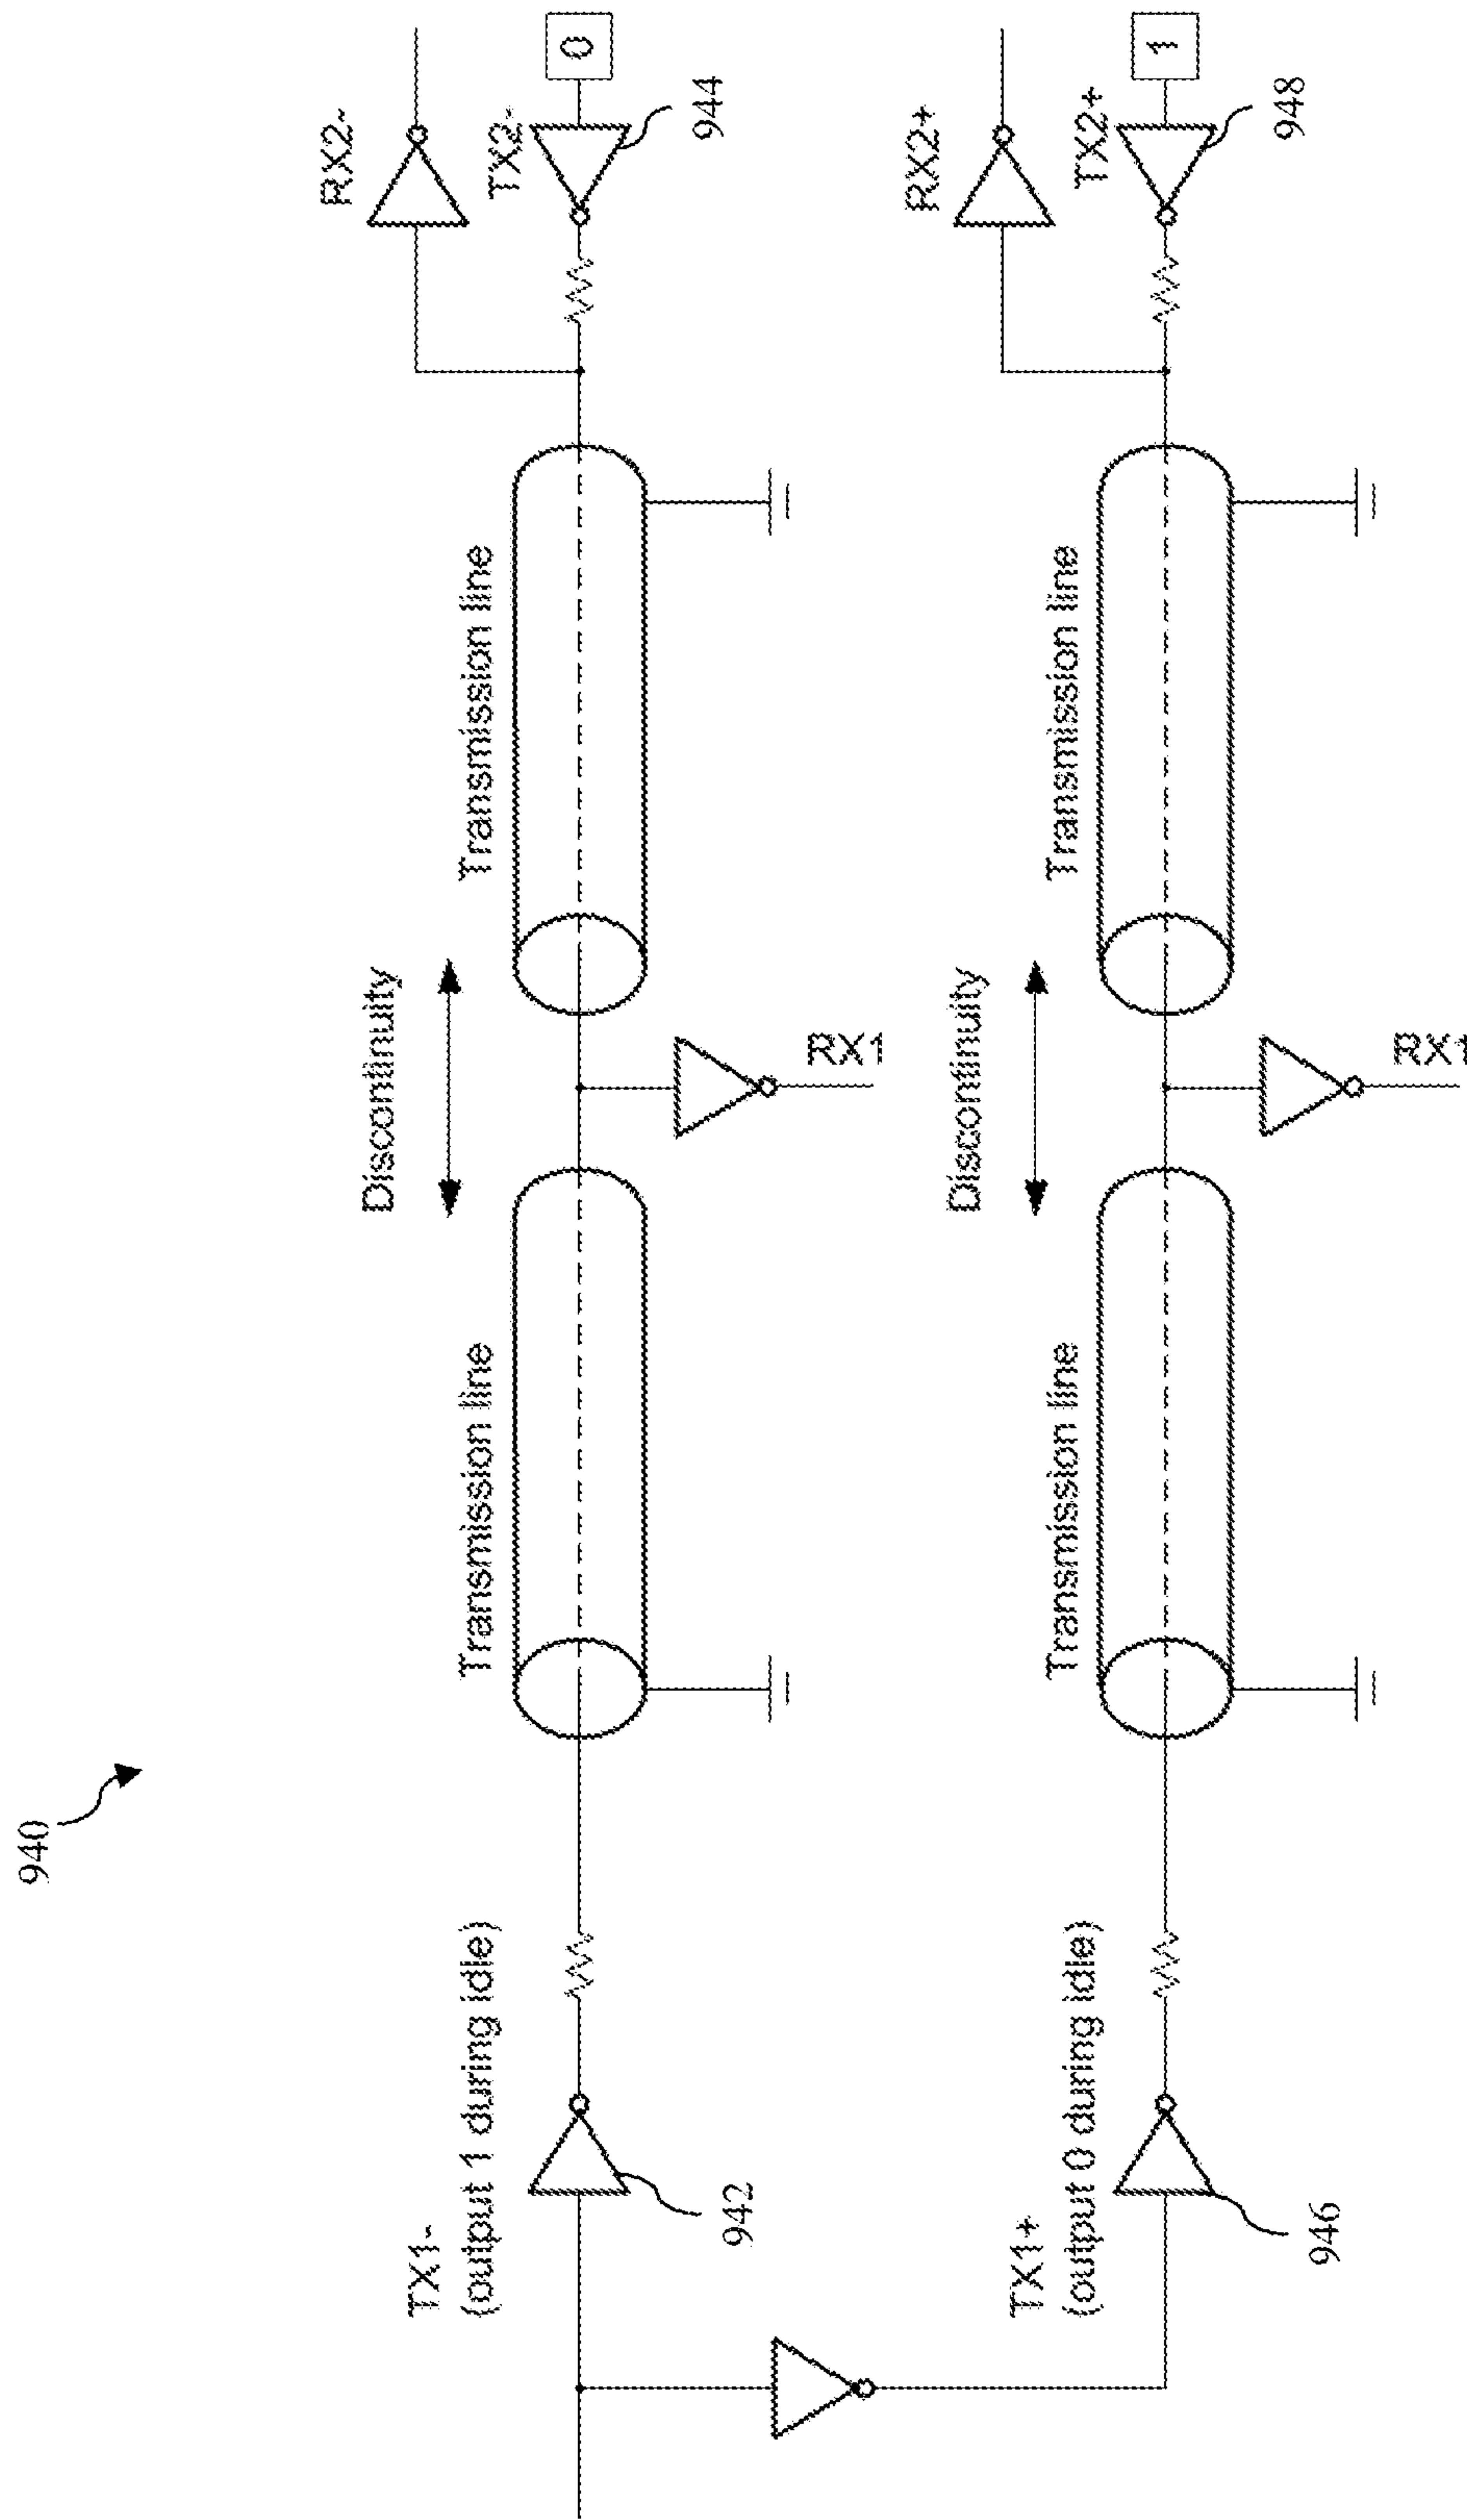 940
TX1-
(output 1 during idle)
942
Transmission line
Discontinuity
RX1
Transmission line
RX2-
TX2-
0
944
TX1+
(output 0 during idle)
946
Transmission line
Discontinuity
RX1
Transmission line
RX2+
TX2+
1
948